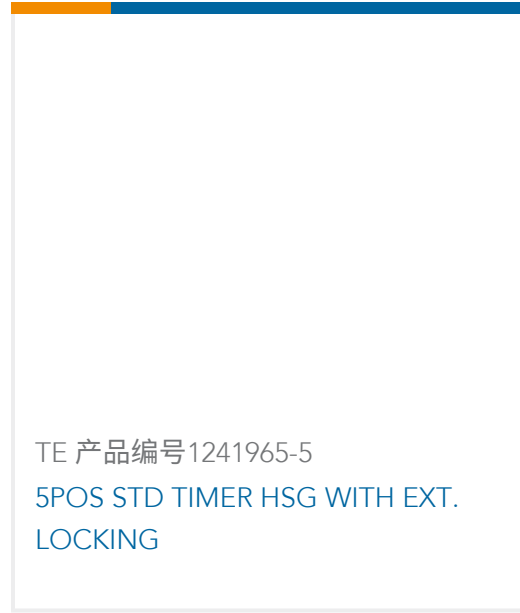 TE 产品编号1241965-5
5POS STD TIMER HSG WITH EXT.
LOCKING